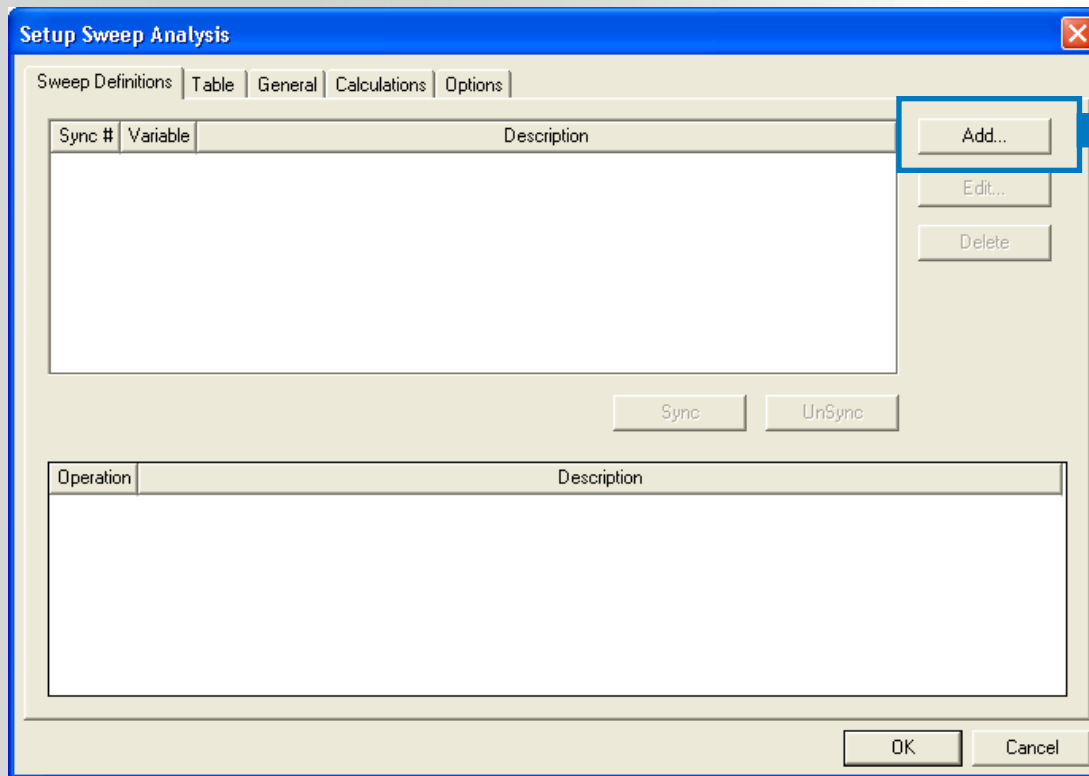 Setup Sweep Analysis
Sweep Definitions Table General Calculations Options
Sync # Variable Description
Add...
Edit...
Delete
Sync UnSync
Operation Description
OK Cancel